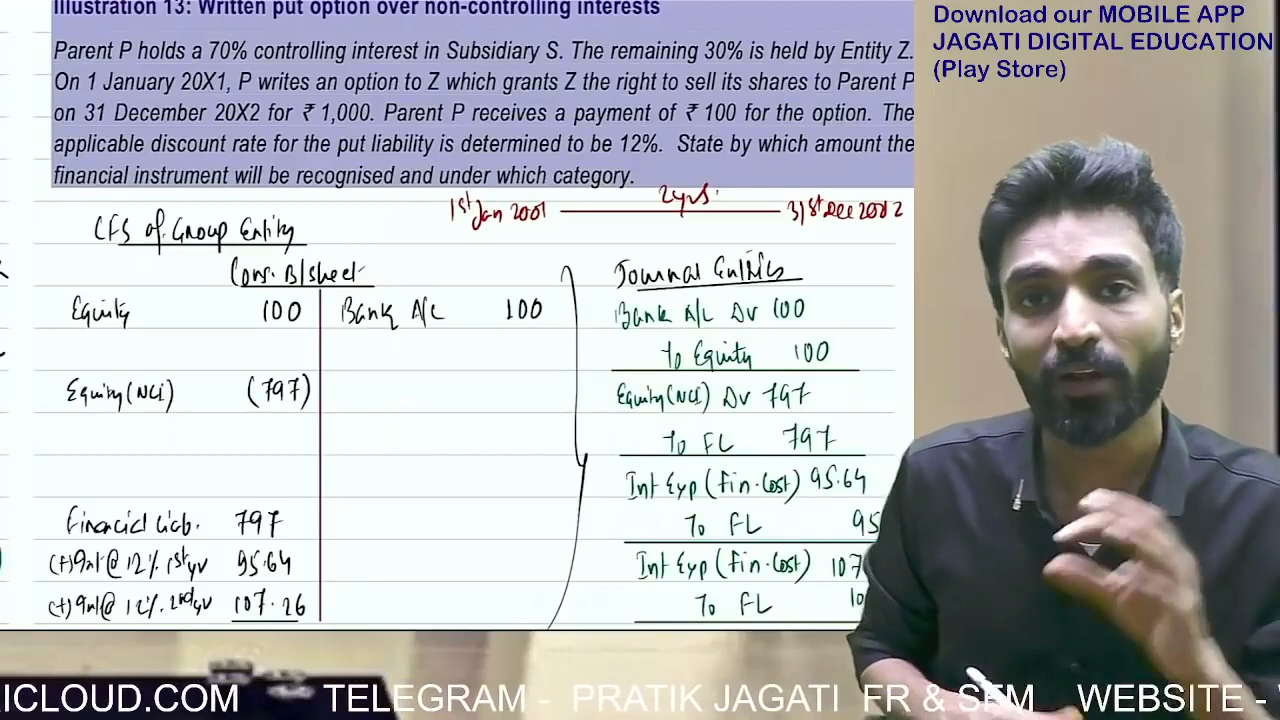 Illustration 13: Written put option over non-controlling interests
Parent P holds a 70% controlling interest in Subsidiary S. The remaining 30% is held by Entity Z.
On 1 January 20X1, P writes an option to Z which grants Z the right to sell its shares to Parent P
on 31 December 20X2 for ₹ 1,000. Parent P receives a payment of ₹ 100 for the option. The
applicable discount rate for the put liability is determined to be 12%. State by which amount the
financial instrument will be recognised and under which category.
Download our MOBILE APP
JAGATI DIGITAL EDUCATION
(Play Store)
1st Jan 2001 2yrs. 31st Dec 2002
CFS of Group Entity
Cons. B/sheet
Equity 100 Bank A/c 100
Equity (NCI) (797)
Financial Liab. 797
(+) Int @ 12% 1st yr 95.64
(+) Int @ 12% 2nd yr 107.26
Journal Entries
Bank A/c Dr 100
To Equity 100
Equity (NCI) Dr 797
To FL 797
Int Exp (Fin. Cost) 95.64
To FL 95
Int Exp (Fin. Cost) 107
To FL 10
ICLOUD.COM TELEGRAM - PRATIK JAGATI FR & SFM WEBSITE -